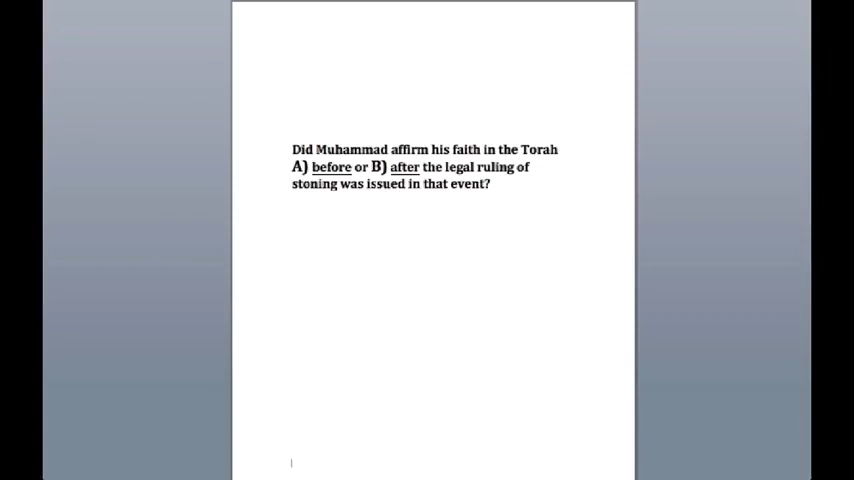 Did Muhammad affirm his faith in the Torah
A) before or B) after the legal ruling of
stoning was issued in that event?